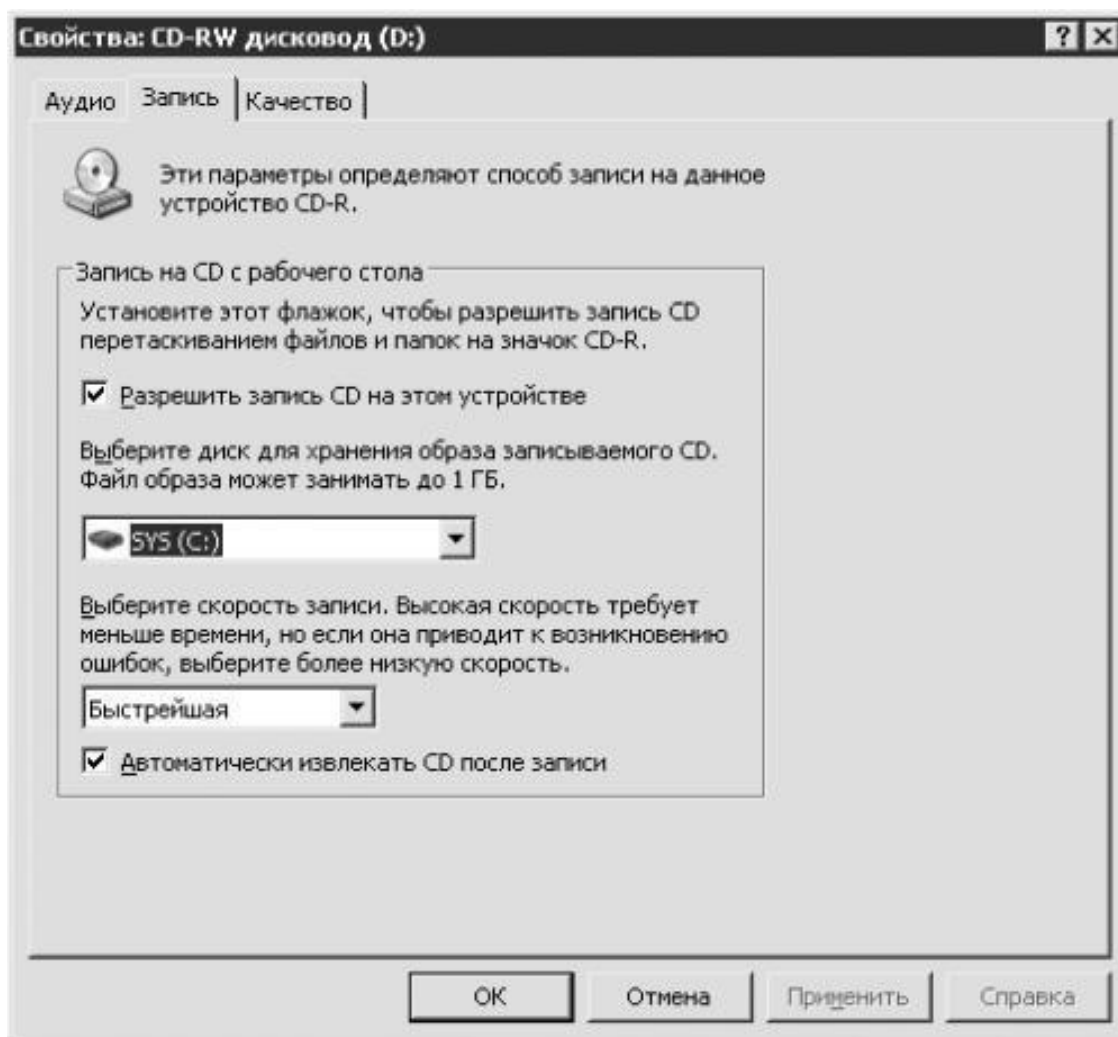 Свойства: CD-RW дисковод (D:)
Аудио Запись Качество
Эти параметры определяют способ записи на данное
устройство CD-R.
Запись на CD с рабочего стола
Установите этот флажок, чтобы разрешить запись CD
перетаскиванием файлов и папок на значок CD-R.
Разрешить запись CD на этом устройстве
Выберите диск для хранения образа записываемого CD.
Файл образа может занимать до 1 ГБ.
SYS (C:)
Выберите скорость записи. Высокая скорость требует
меньше времени, но если она приводит к возникновению
ошибок, выберите более низкую скорость.
Быстрейшая
Автоматически извлекать CD после записи
ОК Отмена Применить Справка